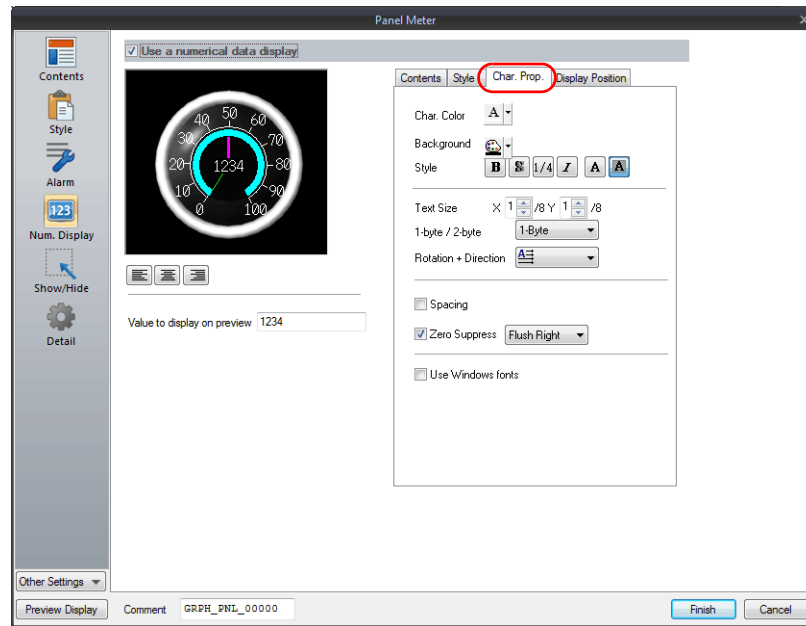 Panel Meter
Contents
Style
Alarm
123
Num. Display
Show/Hide
Detail
Other Settings
Preview Display
Use a numerical data display
0 10 20 30 40 50 60 70 80 90 100
1234
Value to display on preview 1234
Contents Style Char. Prop. Display Position
Char. Color A
Background
Style B S 1/4 I A A
Text Size X 1 /8 Y 1 /8
1-byte / 2-byte 1-Byte
Rotation + Direction A
Spacing
Zero Suppress Flush Right
Use Windows fonts
Comment GRPH_PNL_00000
Finish Cancel